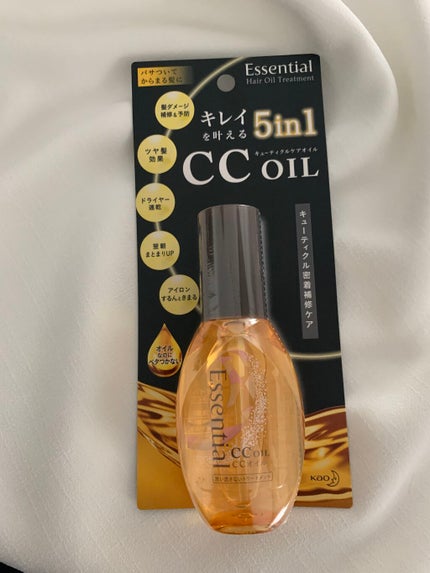 パサついて
からまる髪に
Essential
Hair Oil Treatment
髪ダメージ
補修&予防
キレイ
を叶える
5in1
キューティクルケアオイル
CC OIL
ツヤ髪
効果
ドライヤー
速乾
翌朝
まとまりUP
アイロン
するんときまる
キューティクル密着補修ケア
オイル
なのに
ベタつかない
Essential
CC OIL
CCオイル
洗い流さないトリートメント
Kao